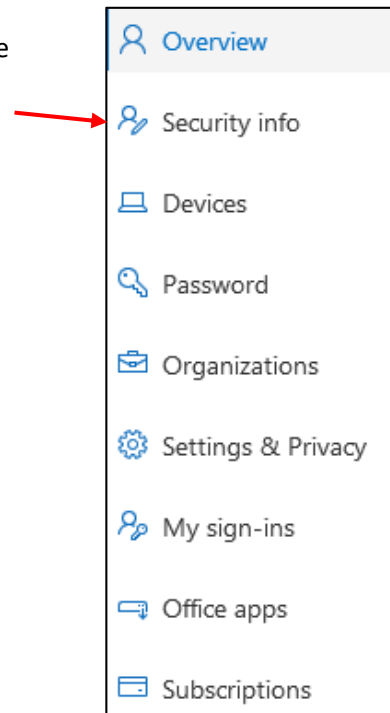 e
Overview
Security info
Devices
Password
Organizations
Settings & Privacy
My sign-ins
Office apps
Subscriptions